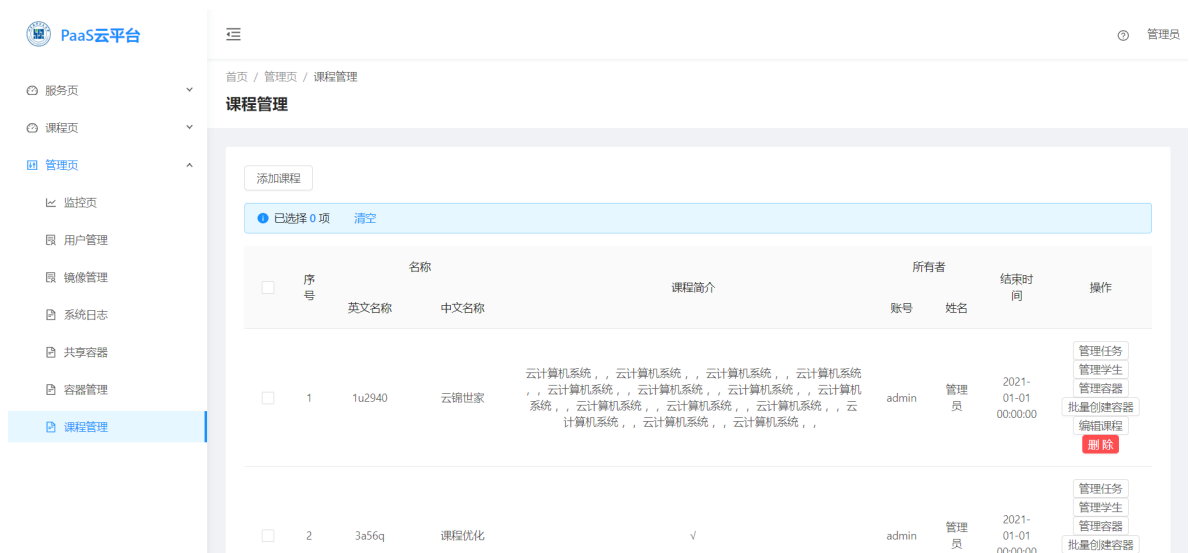 PaaS云平台
管理员
服务页
课程页
管理页
监控页
用户管理
镜像管理
系统日志
共享容器
容器管理
课程管理
首页 / 管理页 / 课程管理
课程管理
添加课程
已选择 0 项 清空
序号
名称
英文名称
中文名称
课程简介
所有者
账号
姓名
结束时间
操作
1
1u2940
云锦世家
云计算机系统，，云计算机系统，，云计算机系统，，云计算机系统
，，云计算机系统，，云计算机系统，，云计算机系统，，云计算机
系统，，云计算机系统，，云计算机系统，，云计算机系统，，云
计算机系统，，云计算机系统，，云计算机系统，，
admin
管理员
2021-
01-01
00:00:00
管理任务
管理学生
管理容器
批量创建容器
编辑课程
删 除
2
3a56q
课程优化
√
admin
管理员
2021-
01-01
00:00:00
管理任务
管理学生
管理容器
批量创建容器